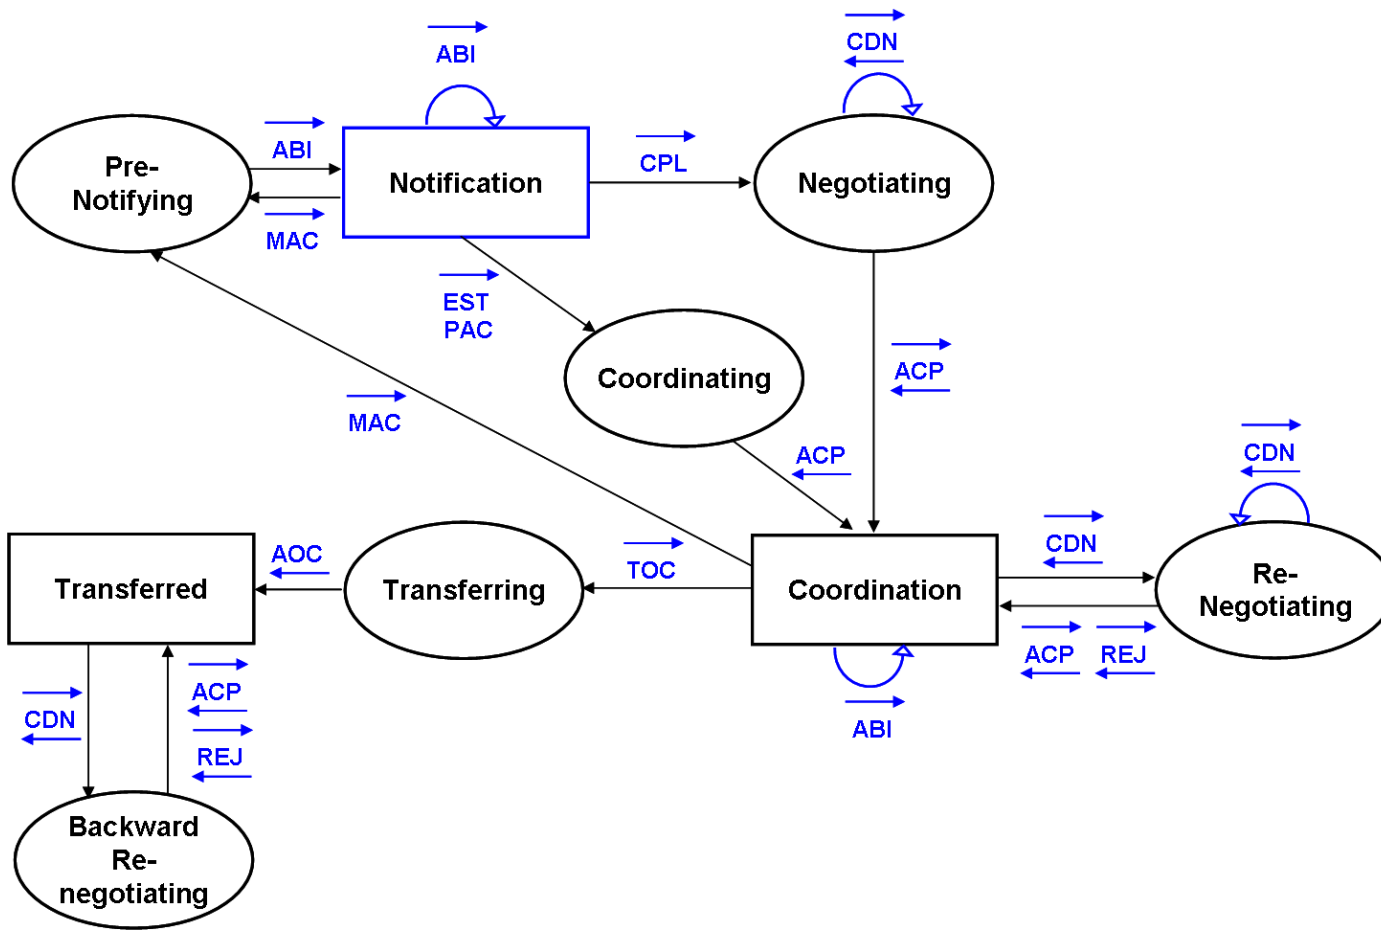 ABI
CDN
ABI
Pre-
Notifying
Notification
CPL
Negotiating
MAC
EST
PAC
Coordinating
ACP
MAC
ACP
CDN
AOC
Transferred
Transferring
TOC
Coordination
CDN
Re-
Negotiating
ACP
REJ
ABI
CDN
ACP
REJ
Backward
Re-
negotiating